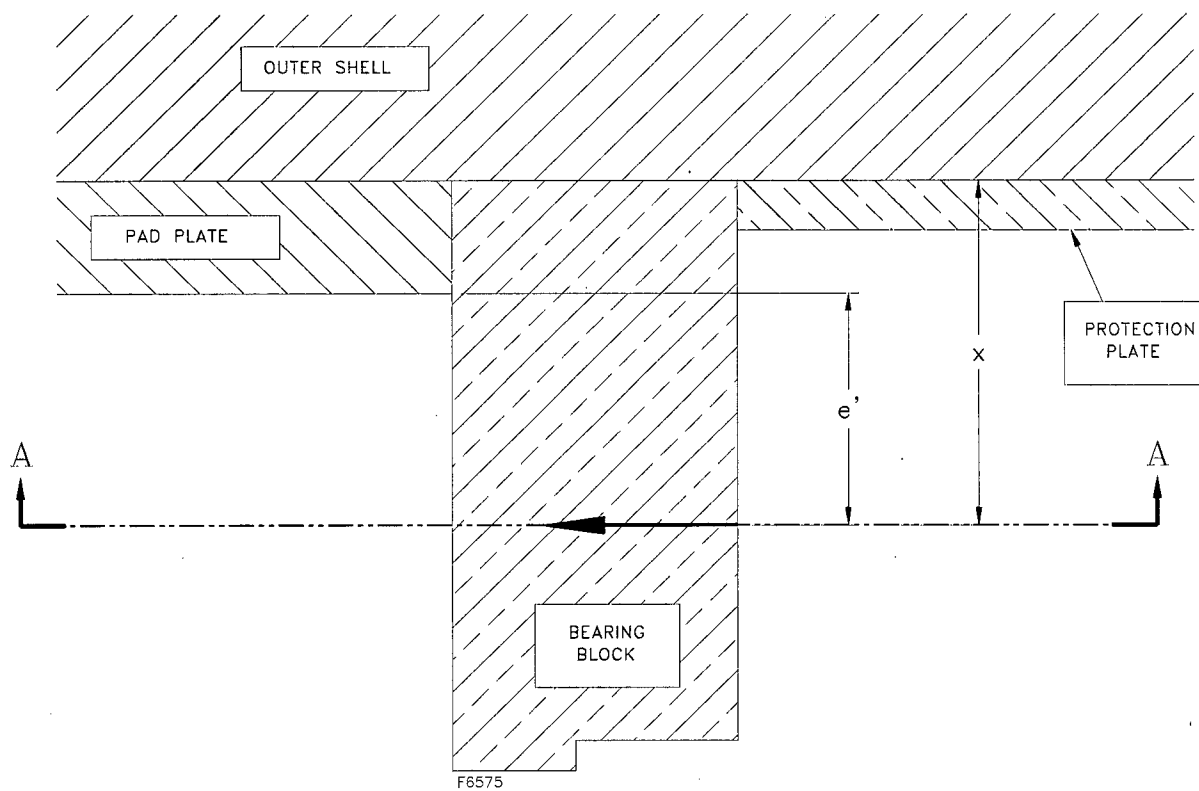 OUTER SHELL
PAD PLATE
PROTECTION
PLATE
x
e'
A
A
BEARING
BLOCK
F6575